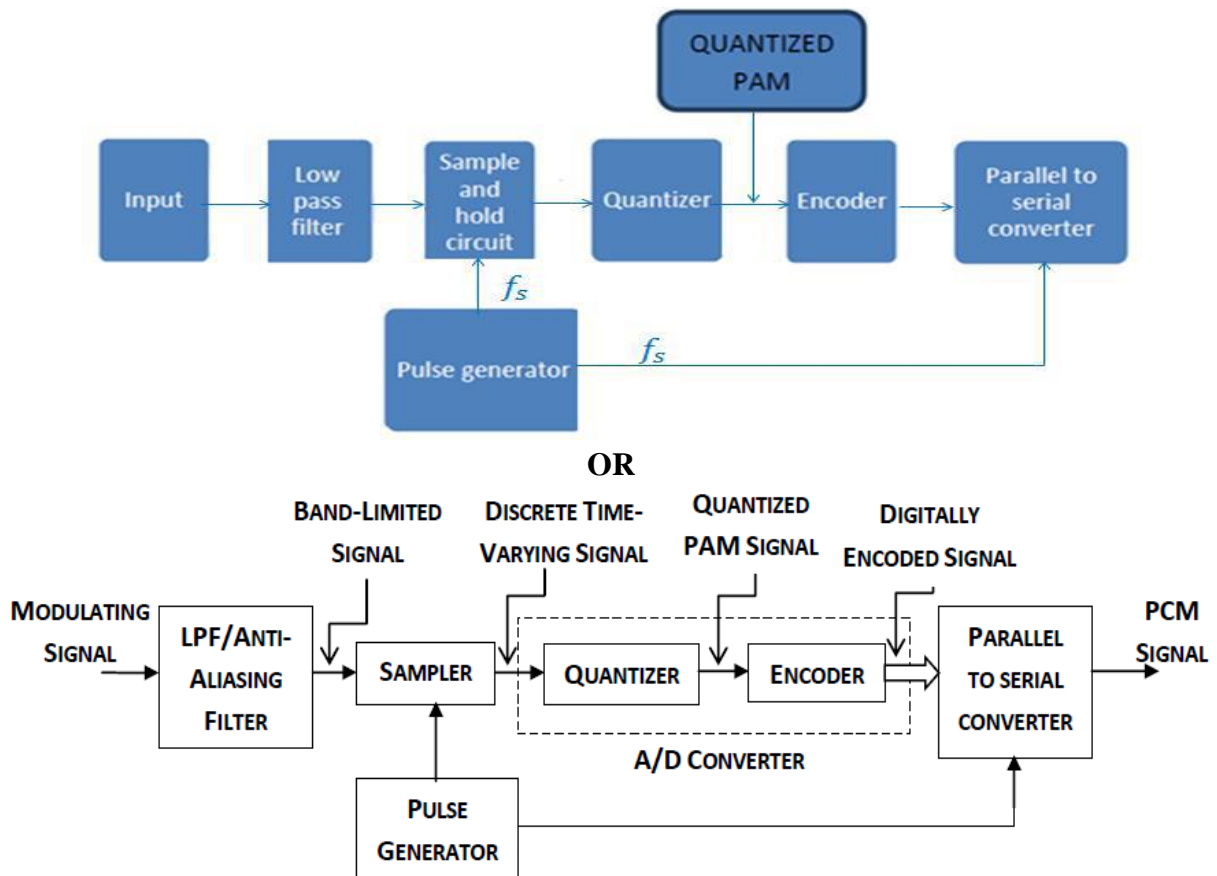 QUANTIZED
PAM
Input
Low
pass
filter
Sample
and
hold
circuit
Quantizer
Encoder
Parallel to
serial
converter
fs
Pulse generator
fs
OR
BAND-LIMITED
SIGNAL
DISCRETE TIME-
VARYING SIGNAL
QUANTIZED
PAM SIGNAL
DIGITALLY
ENCODED SIGNAL
MODULATING
SIGNAL
LPF/ANTI-
ALIASING
FILTER
SAMPLER
QUANTIZER
ENCODER
PARALLEL
TO SERIAL
CONVERTER
PCM
SIGNAL
A/D CONVERTER
PULSE
GENERATOR